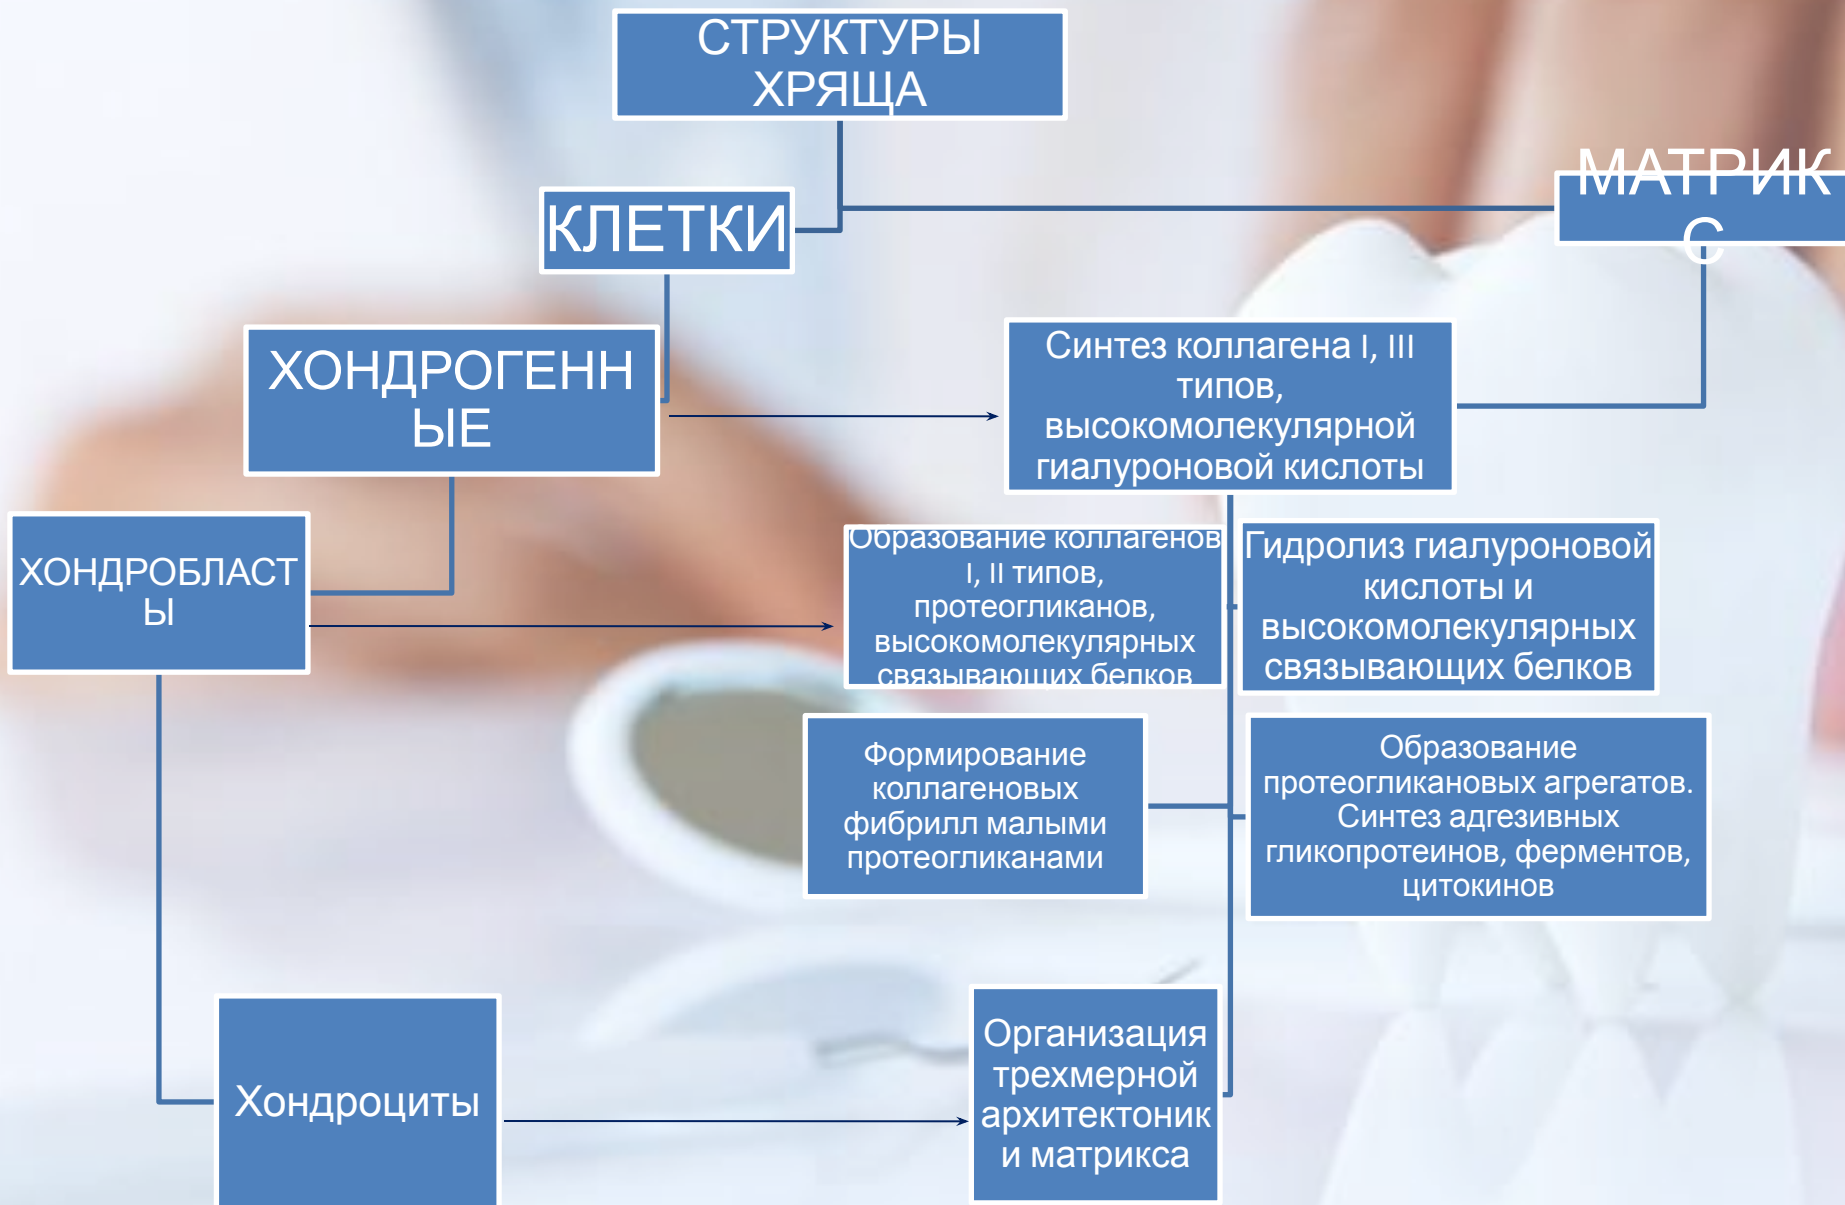 СТРУКТУРЫ
ХРЯЩА
КЛЕТКИ
МАТРИК
С
ХОНДРОГЕНН
ЫЕ
Синтез коллагена I, III
типов,
высокомолекулярной
гиалуроновой кислоты
ХОНДРОБЛАСТ
Ы
Образование коллагенов
I, II типов,
протеогликанов,
высокомолекулярных
связывающих белков
Гидролиз гиалуроновой
кислоты и
высокомолекулярных
связывающих белков
Формирование
коллагеновых
фибрилл малыми
протеогликанами
Образование
протеогликановых агрегатов.
Синтез адгезивных
гликопротеинов, ферментов,
цитокинов
Хондроциты
Организация
трехмерной
архитектоник
и матрикса